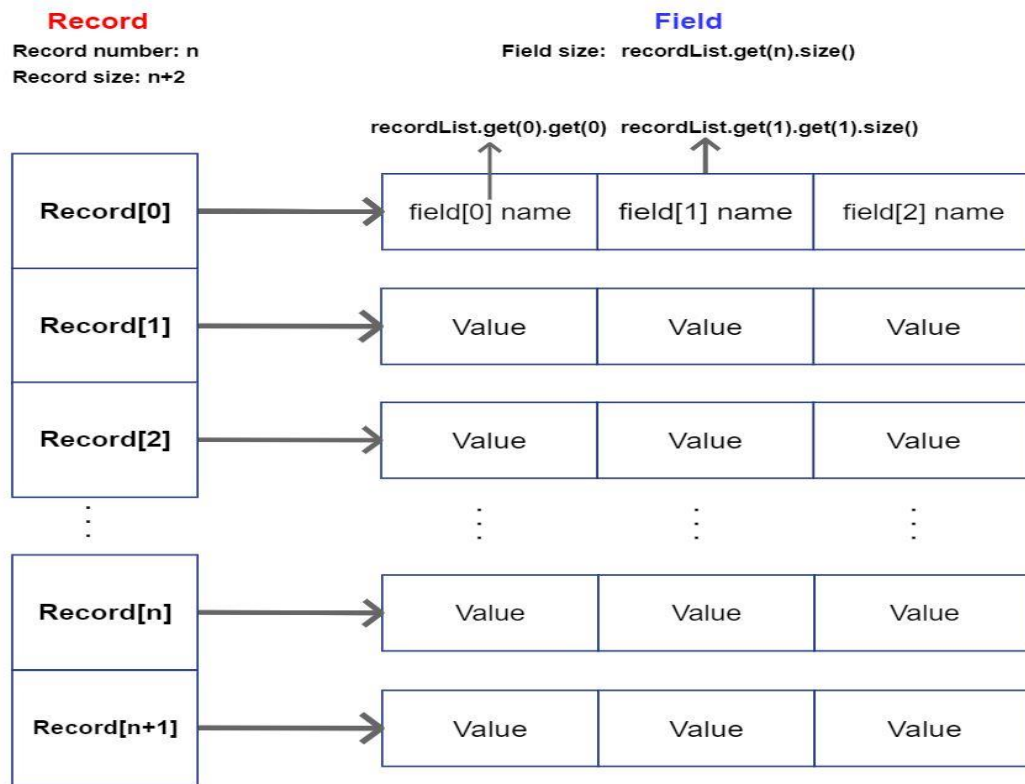 Record
Record number: n
Record size: n+2
Field
Field size: recordList.get(n).size()
recordList.get(0).get(0) recordList.get(1).get(1).size()
Record[0] field[0] name field[1] name field[2] name
Record[1] Value Value Value
Record[2] Value Value Value
Record[n] Value Value Value
Record[n+1] Value Value Value